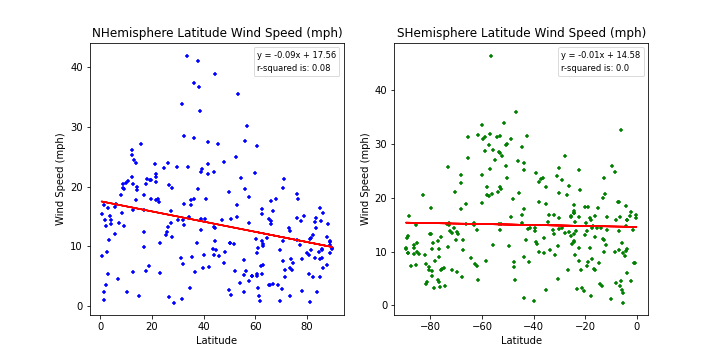 NHemisphere Latitude Wind Speed (mph)
y = -0.09x + 17.56
r-squared is: 0.08
Wind Speed (mph)
40
30
20
10
0
0 20 40 60 80
Latitude
SHemisphere Latitude Wind Speed (mph)
y = -0.01x + 14.58
r-squared is: 0.0
Wind Speed (mph)
40
30
20
10
0
−80 −60 −40 −20 0
Latitude